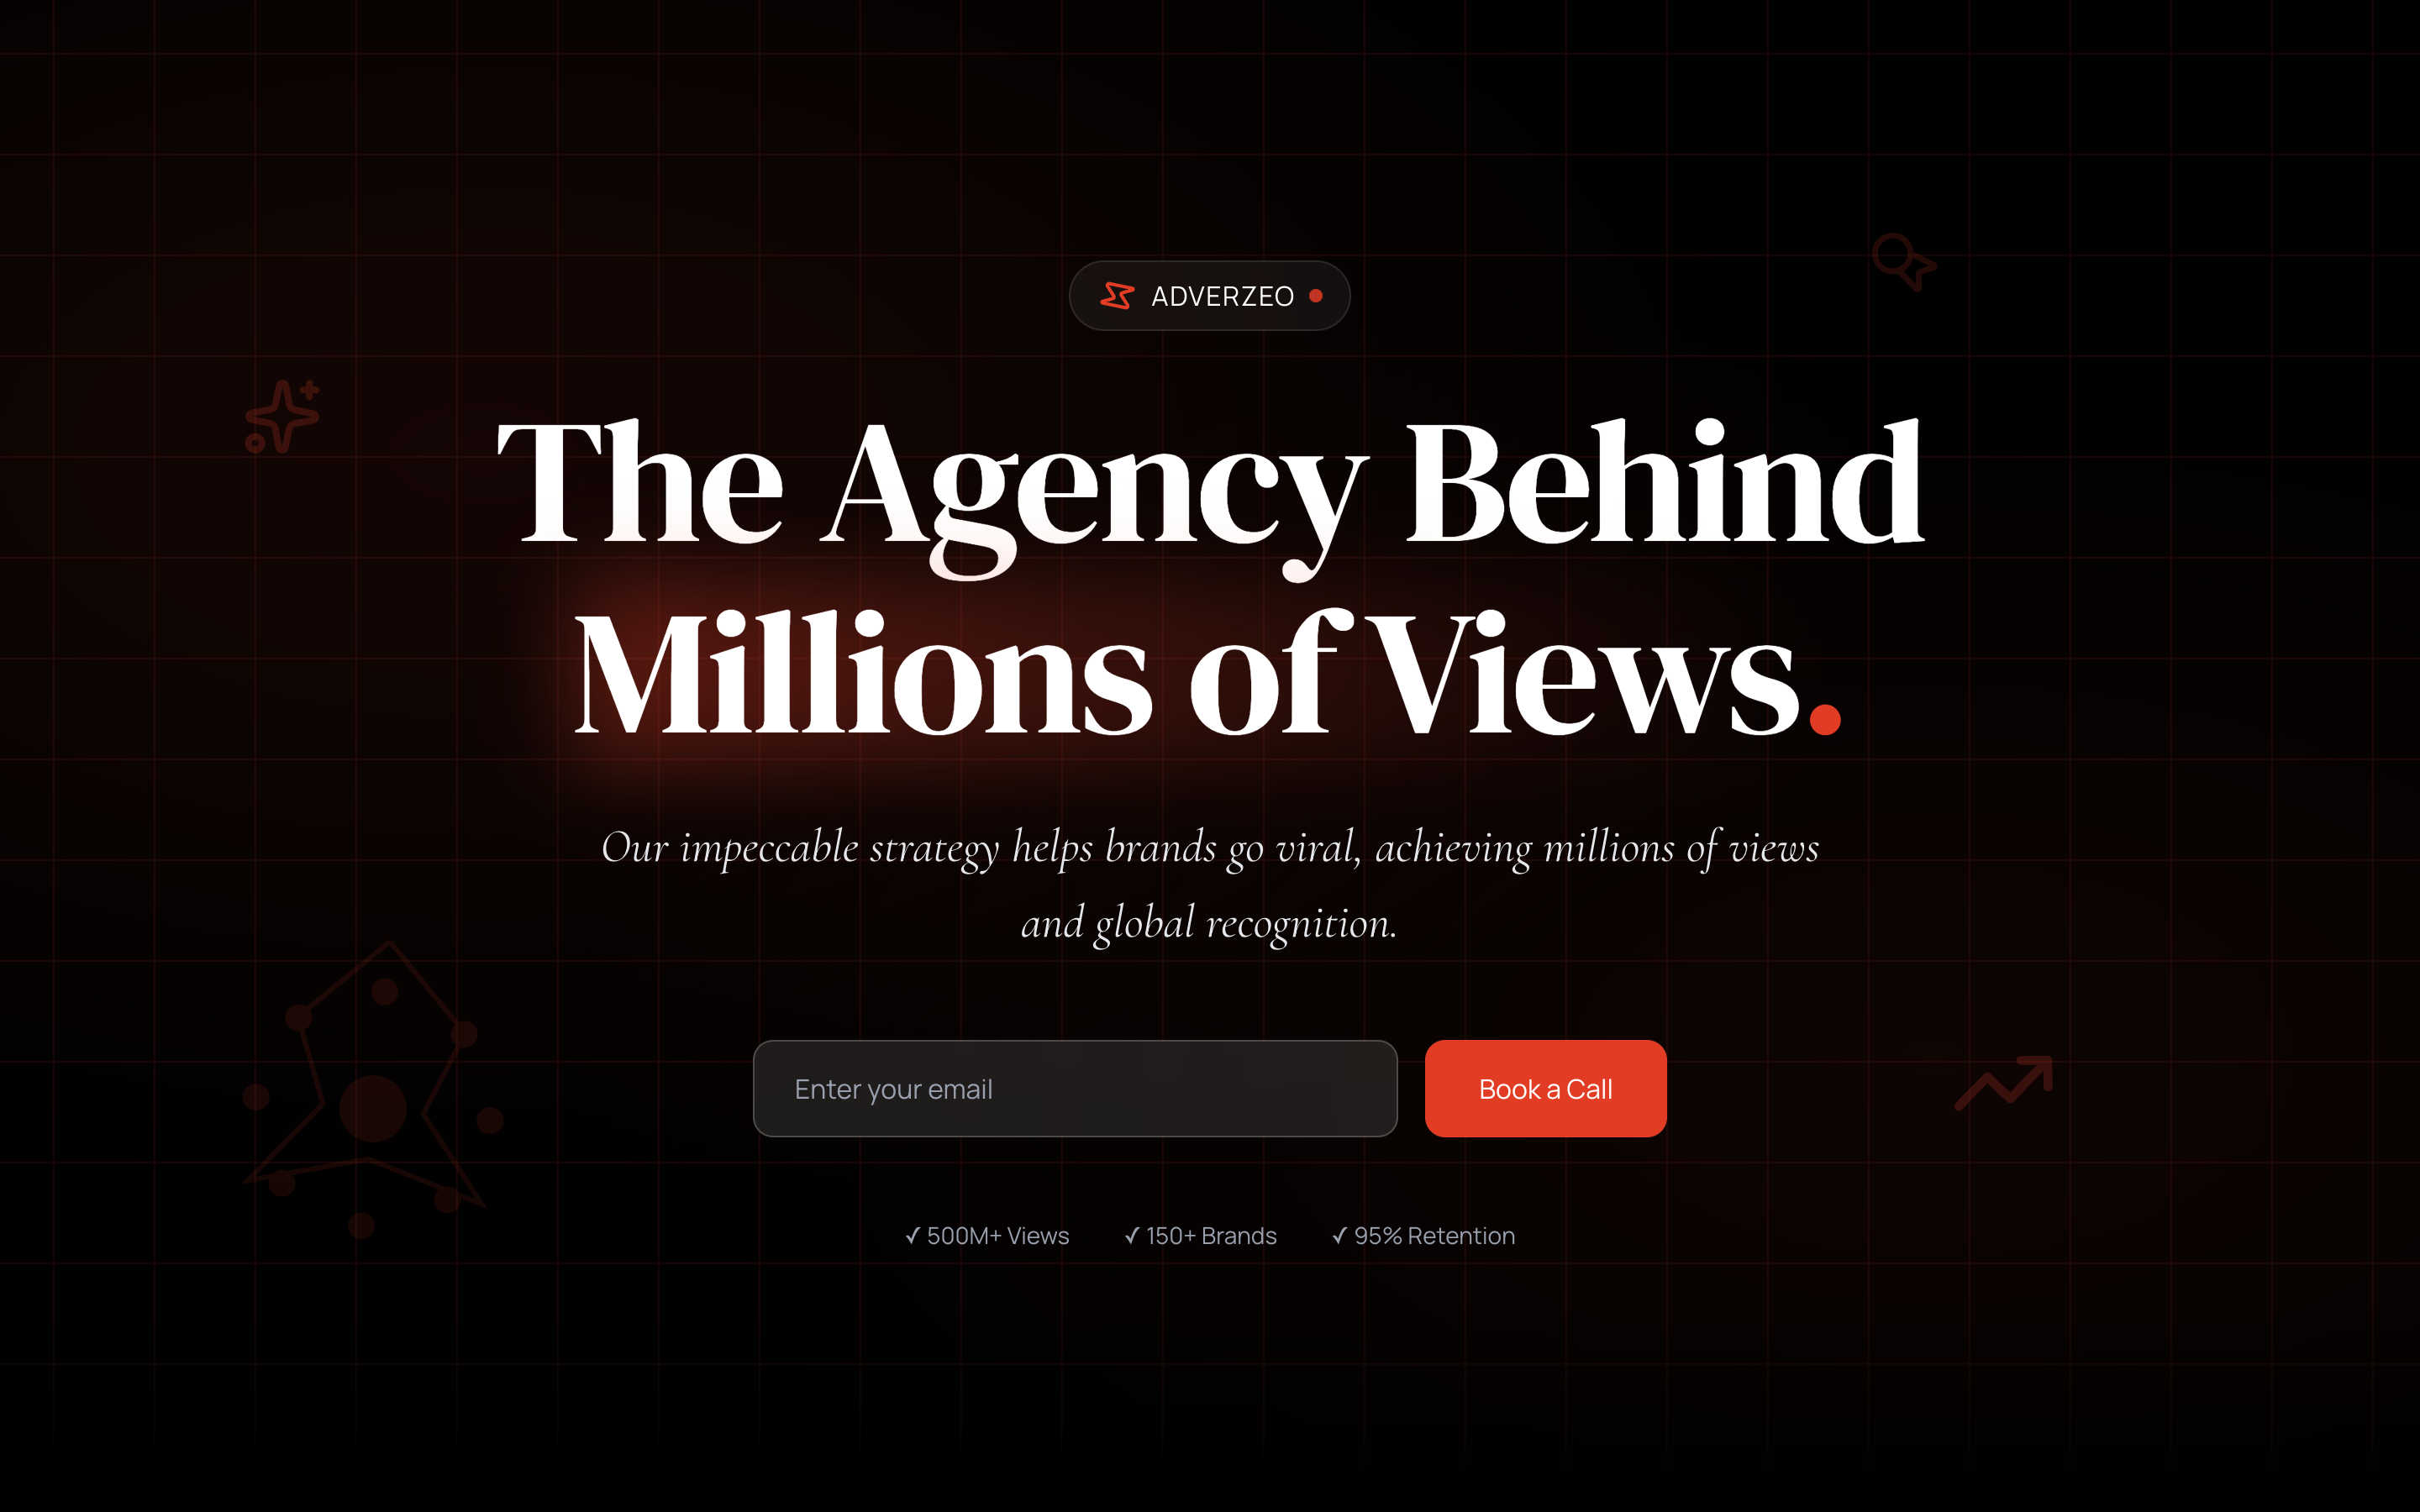 ADVERZEO
The Agency Behind
Millions of Views.
Our impeccable strategy helps brands go viral, achieving millions of views
and global recognition.
Enter your email
Book a Call
✓ 500M+ Views ✓ 150+ Brands ✓ 95% Retention